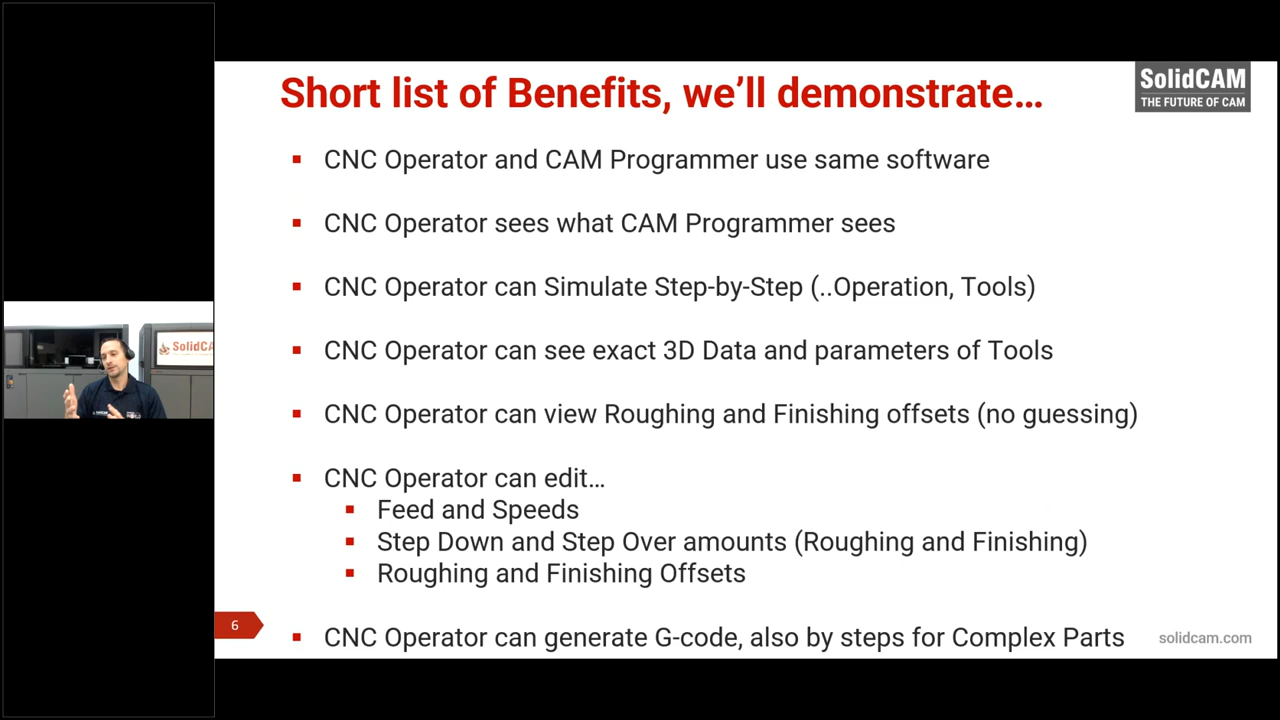 Short list of Benefits, we'll demonstrate...
SolidCAM
THE FUTURE OF CAM
▪ CNC Operator and CAM Programmer use same software
▪ CNC Operator sees what CAM Programmer sees
▪ CNC Operator can Simulate Step-by-Step (..Operation, Tools)
▪ CNC Operator can see exact 3D Data and parameters of Tools
▪ CNC Operator can view Roughing and Finishing offsets (no guessing)
▪ CNC Operator can edit...
▪ Feed and Speeds
▪ Step Down and Step Over amounts (Roughing and Finishing)
▪ Roughing and Finishing Offsets
▪ CNC Operator can generate G-code, also by steps for Complex Parts
6
solidcam.com
SolidCA